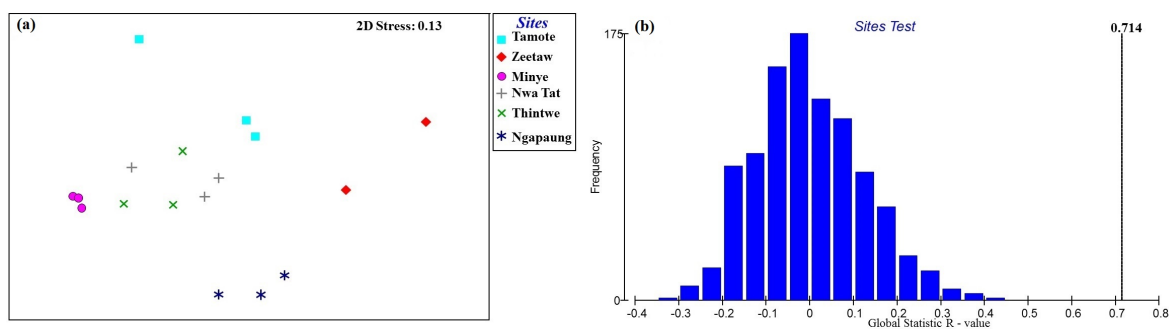 (a)
2D Stress: 0.13
Sites
Tamote
Zeetaw
Minye
Nwa Tat
Thintwe
Ngapaung
(b)
Sites Test
0.714
175
0
Frequency
-0.4 -0.3 -0.2 -0.1 0 0.1 0.2 0.3 0.4 0.5 0.6 0.7 0.8
Global Statistic R - value